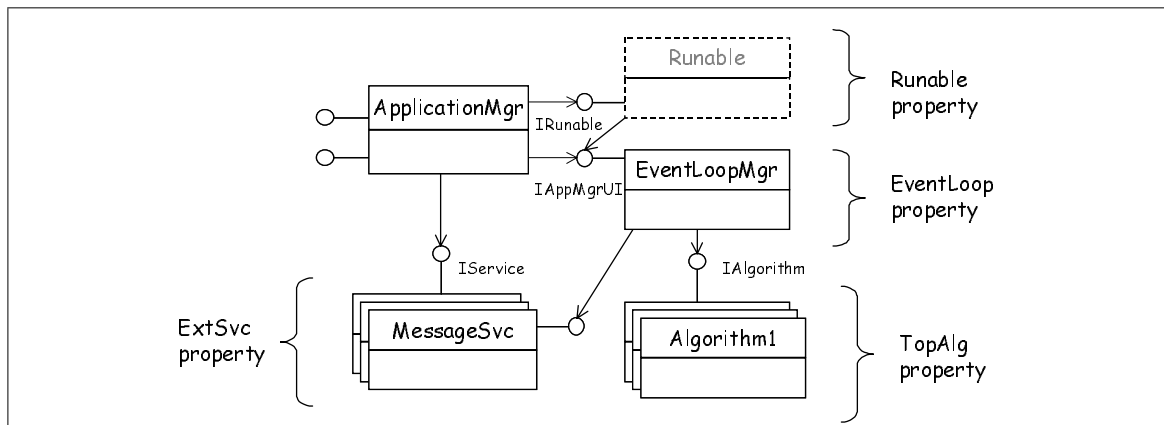 Runable
Runable
property
ApplicationMgr
IRunable
EventLoopMgr
IAppMgrUI
EventLoop
property
IService
IAlgorithm
ExtSvc
property
MessageSvc
Algorithm1
TopAlg
property